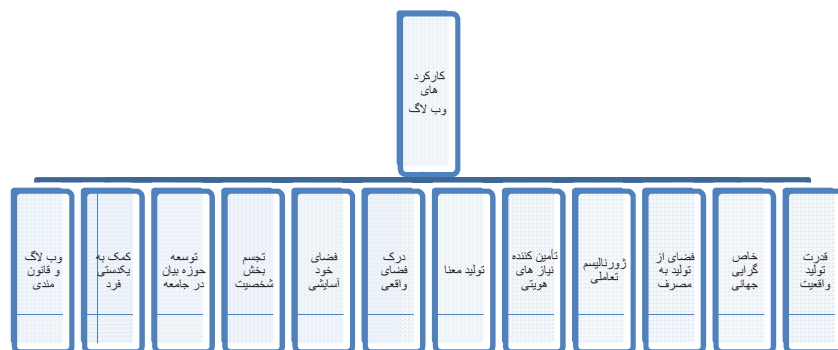 کارکرد
های
وب لاگ
قدرت
تولید
واقعیت
خاص
گرایی
جهانی
فضای از
تولید به
مصرف
ژورنالیسم
تعاملی
تأمین کننده
نیاز های
هویتی
تولید معنا
درک
فضای
واقعی
فضای
خود
آسایشی
تجسم
بخش
شخصیت
توسعه
حوزه بیان
در جامعه
کمک به
یکدستی
فرد
وب لاگ
و قانون
مندی